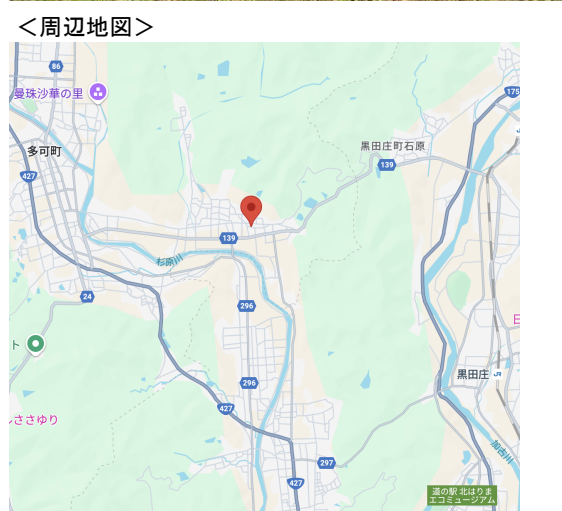 ＜周辺地図＞
86
曼珠沙華の里
175
多可町
黒田庄町石原
139
427
139
杉原川
24
296
ト
日
黒田庄
JR
296
427
ささゆり
加古川
297
427
道の駅 北はりま
エコミュージアム